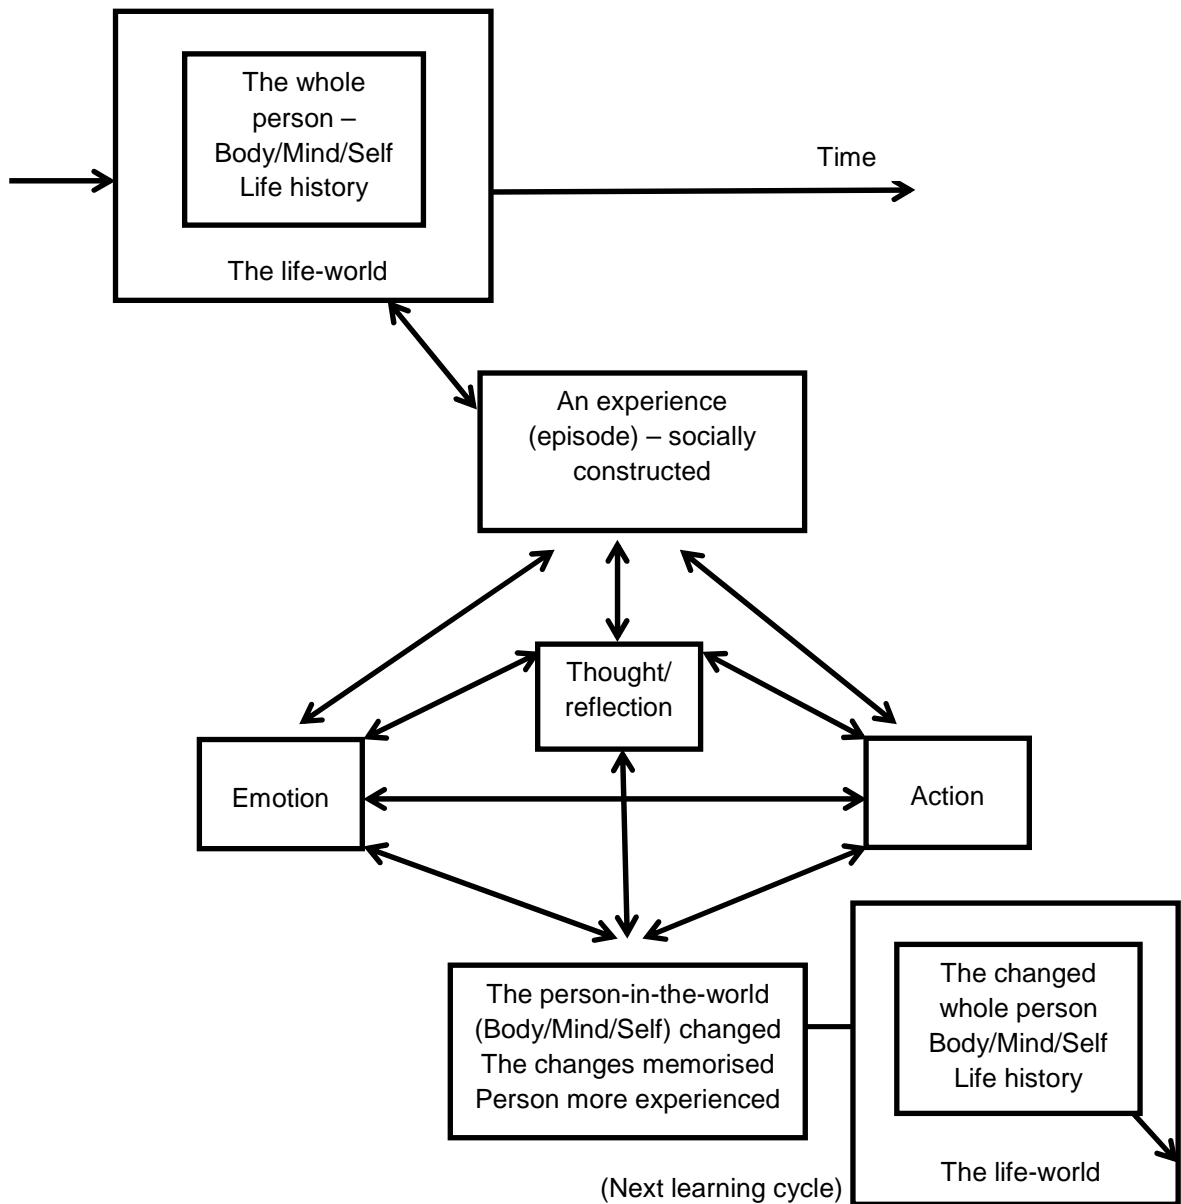 The whole
person –
Body/Mind/Self
Life history
Time
The life-world
An experience
(episode) – socially
constructed
Thought/
reflection
Emotion
Action
The person-in-the-world
(Body/Mind/Self) changed
The changes memorised
Person more experienced
The changed
whole person
Body/Mind/Self
Life history
The life-world
(Next learning cycle)